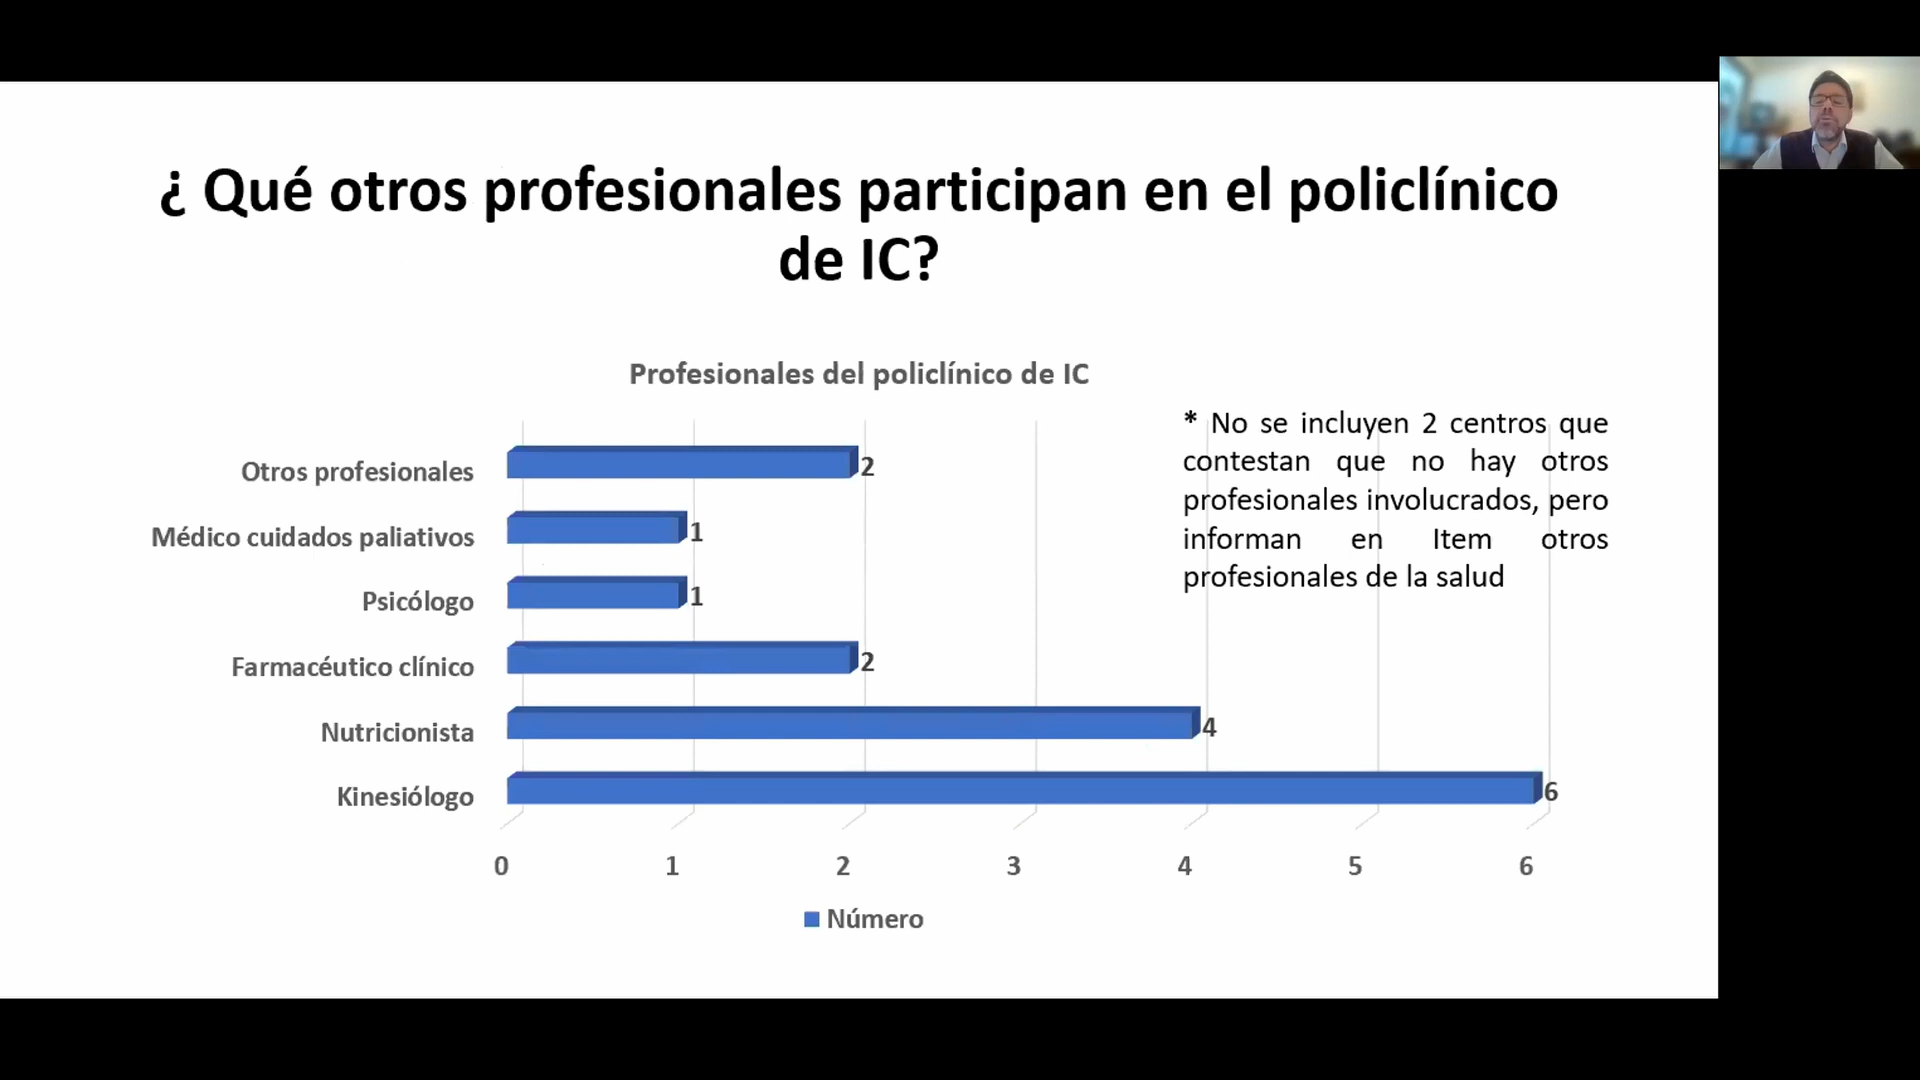 ¿ Qué otros profesionales participan en el policlínico
de IC?
Profesionales del policlínico de IC
* No se incluyen 2 centros que
contestan que no hay otros
profesionales involucrados, pero
informan en Item otros
profesionales de la salud
Otros profesionales 2
Médico cuidados paliativos 1
Psicólogo 1
Farmacéutico clínico 2
Nutricionista 4
Kinesiólogo 6
0 1 2 3 4 5 6
Número